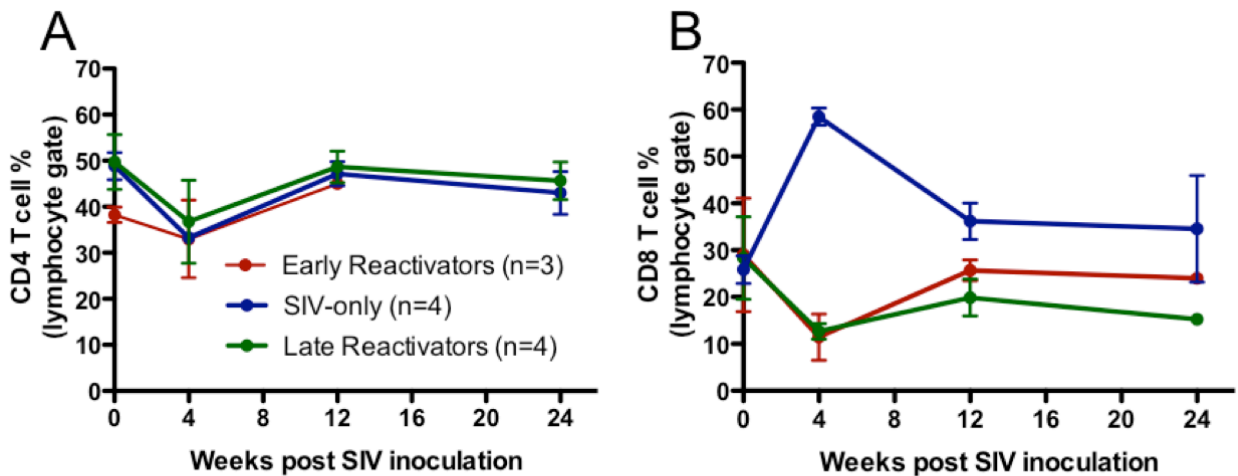 A
CD4 T cell %
(lymphocyte gate)
70
60
50
40
30
20
10
0
Early Reactivators (n=3)
SIV-only (n=4)
Late Reactivators (n=4)
0 4 8 12 16 20 24
Weeks post SIV inoculation
B
CD8 T cell %
(lymphocyte gate)
70
60
50
40
30
20
10
0
0 4 8 12 16 20 24
Weeks post SIV inoculation